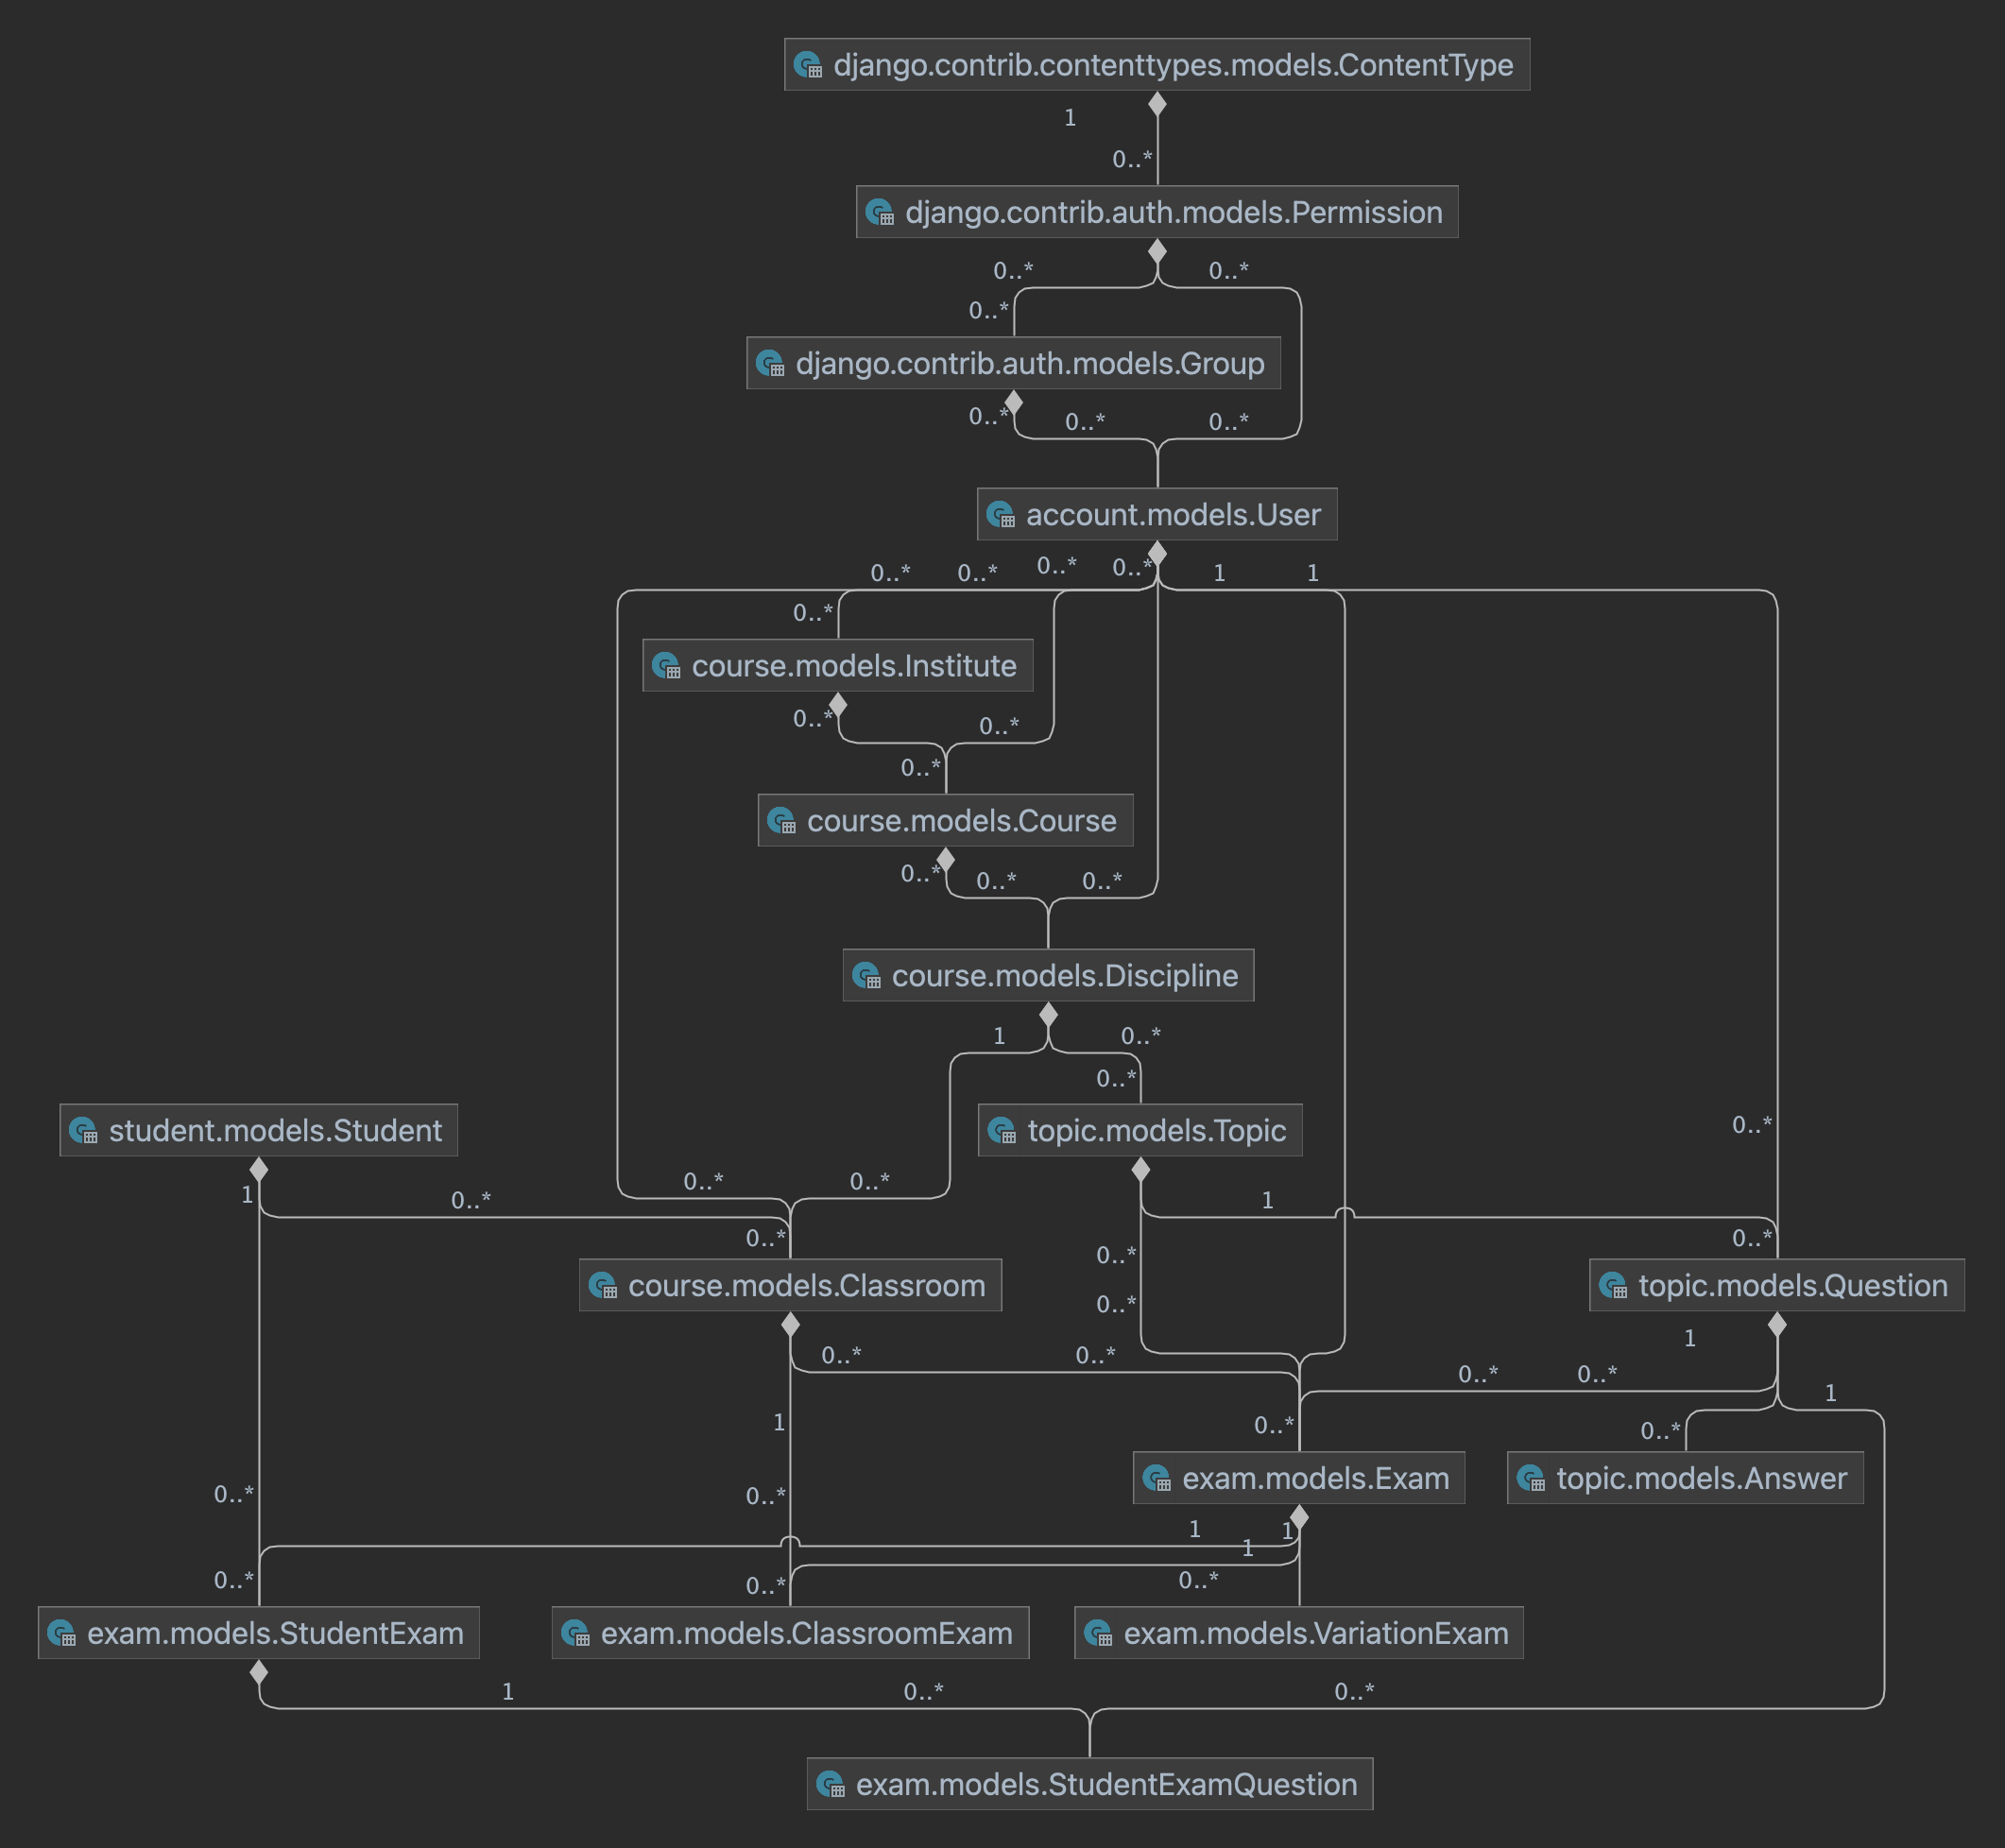 django.contrib.contenttypes.models.ContentType
1
0..*
django.contrib.auth.models.Permission
0..* 0..*
0..*
django.contrib.auth.models.Group
0..* 0..* 0..*
account.models.User
0..* 0..* 0..* 0..* 1 1
0..*
course.models.Institute
0..* 0..*
0..*
course.models.Course
0..* 0..* 0..*
course.models.Discipline
1 0..*
0..*
0..*
student.models.Student
topic.models.Topic
0..* 0..*
1 0..* 1
0..* 0..*
0..*
course.models.Classroom
topic.models.Question
0..*
1
0..* 0..*
0..* 0..*
1
1
0..* 0..*
exam.models.Exam
topic.models.Answer
0..* 0..*
1 1
1
0..* 0..* 0..*
exam.models.StudentExam
exam.models.ClassroomExam
exam.models.VariationExam
1 0..* 0..*
exam.models.StudentExamQuestion